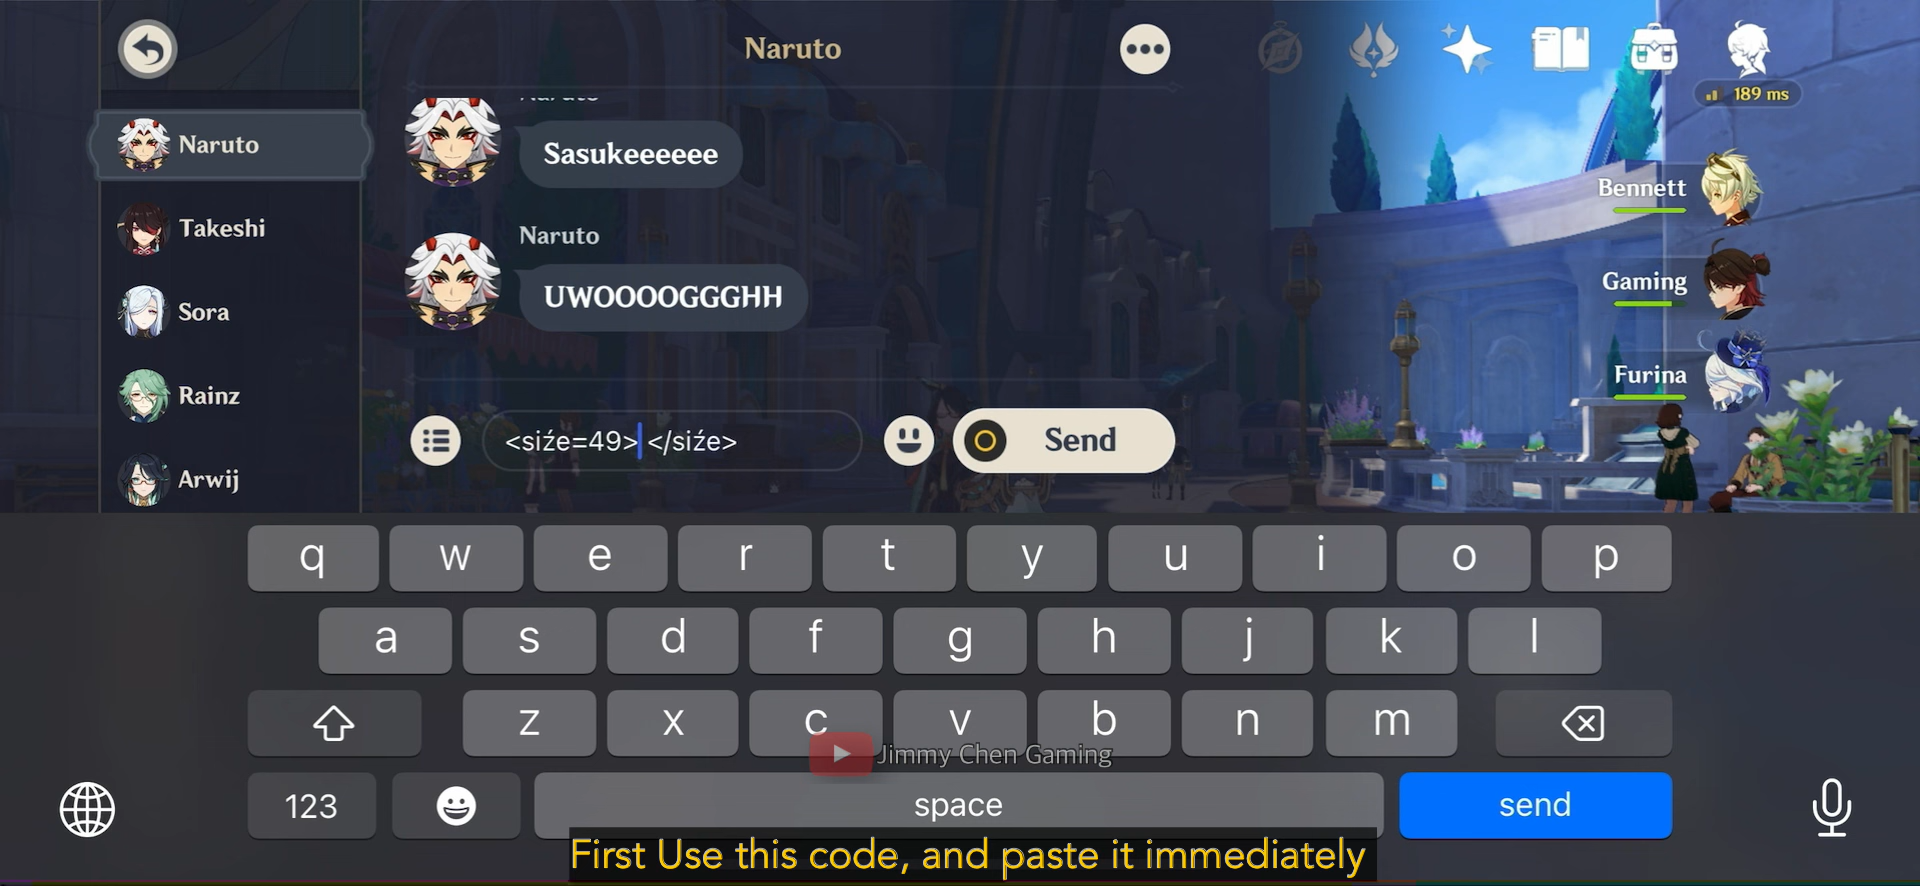 Naruto
189 ms
Naruto
Takeshi
Sora
Rainz
Arwij
Naruto
Sasukeeeeee
Naruto
UWOOOOGGGHH
<siźe=49> </siźe>
Send
Bennett
Gaming
Furina
q w e r t y u i o p
a s d f g h j k l
z x c v b n m
Jimmy Chen Gaming
123
space
send
First Use this code, and paste it immediately